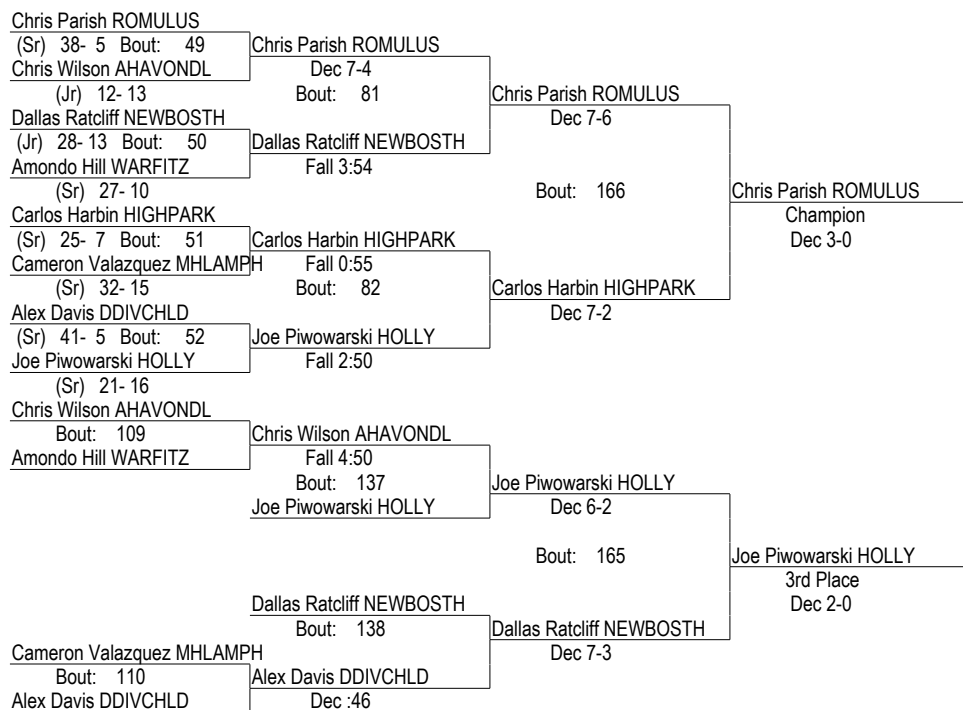 Chris Parish ROMULUS
(Sr) 38- 5 Bout: 49 Chris Parish ROMULUS
Chris Wilson AHAVONDL Dec 7-4
(Jr) 12- 13 Bout: 81 Chris Parish ROMULUS
Dallas Ratcliff NEWBOSTH Dec 7-6
(Jr) 28- 13 Bout: 50 Dallas Ratcliff NEWBOSTH
Amondo Hill WARFITZ Fall 3:54
(Sr) 27- 10 Bout: 166 Chris Parish ROMULUS
Carlos Harbin HIGHPARK Champion
(Sr) 25- 7 Bout: 51 Carlos Harbin HIGHPARK Dec 3-0
Cameron Valazquez MHLAMPH Fall 0:55
(Sr) 32- 15 Bout: 82 Carlos Harbin HIGHPARK
Alex Davis DDIVCHLD Dec 7-2
(Sr) 41- 5 Bout: 52 Joe Piwowarski HOLLY
Joe Piwowarski HOLLY Fall 2:50
(Sr) 21- 16
Chris Wilson AHAVONDL
Bout: 109 Chris Wilson AHAVONDL
Amondo Hill WARFITZ Fall 4:50
Bout: 137 Joe Piwowarski HOLLY
Joe Piwowarski HOLLY Dec 6-2
Bout: 165 Joe Piwowarski HOLLY
3rd Place
Dallas Ratcliff NEWBOSTH Dec 2-0
Bout: 138 Dallas Ratcliff NEWBOSTH
Cameron Valazquez MHLAMPH Dec 7-3
Bout: 110 Alex Davis DDIVCHLD
Alex Davis DDIVCHLD Dec :46